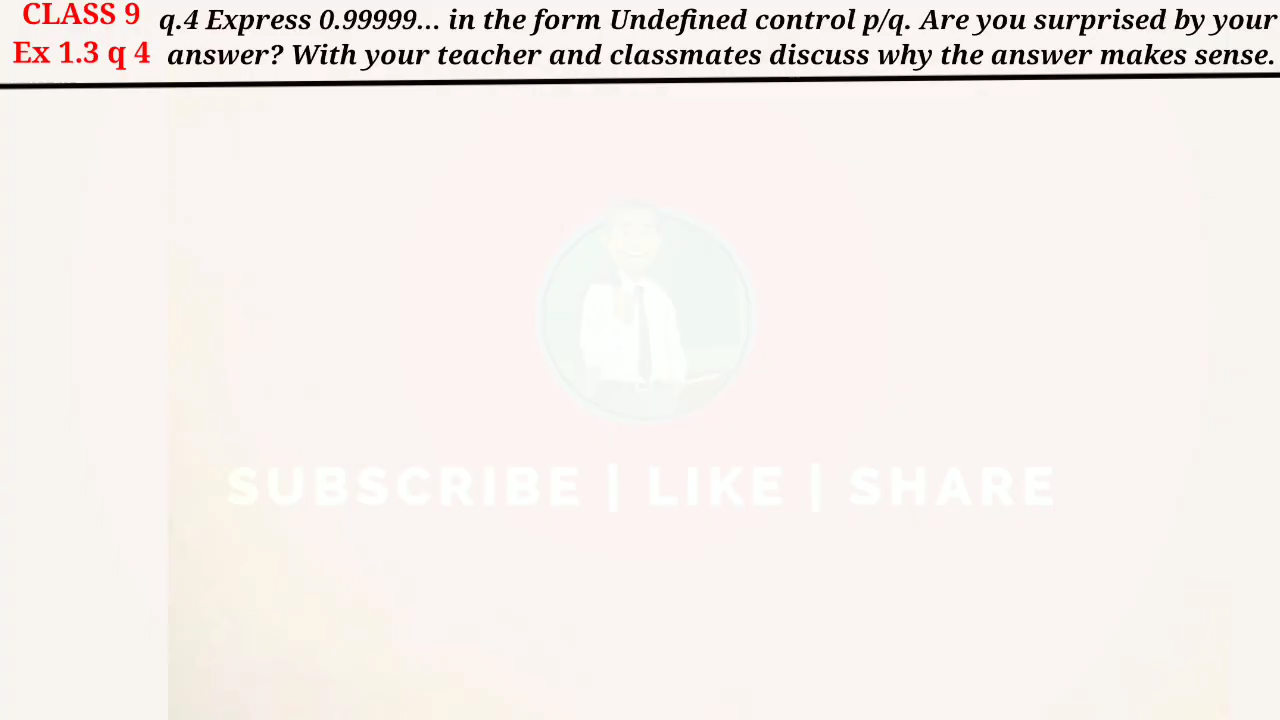 CLASS 9
Ex 1.3 q 4
q.4 Express 0.99999... in the form Undefined control p/q. Are you surprised by your
answer? With your teacher and classmates discuss why the answer makes sense.
SUBSCRIBE | LIKE | SHARE